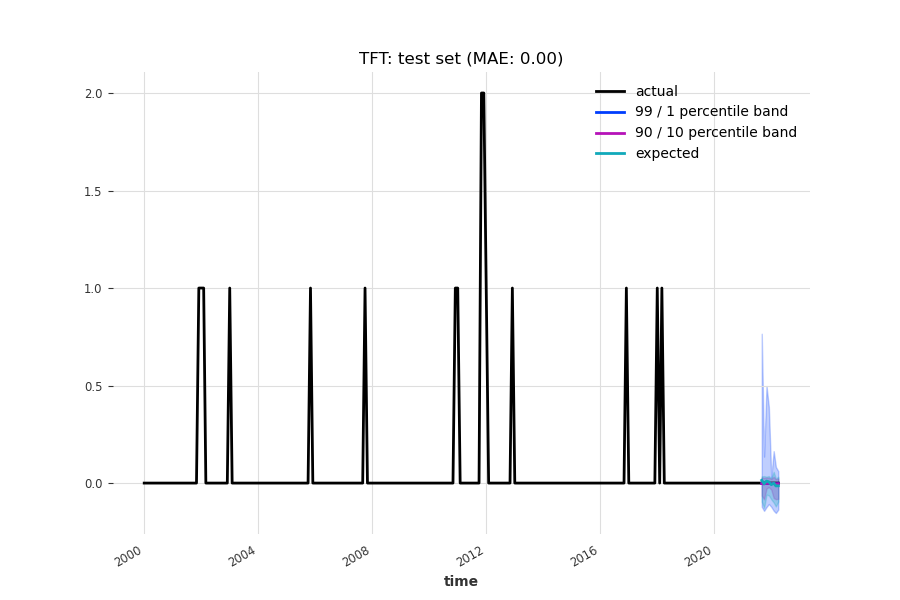 TFT: test set (MAE: 0.00)
actual
99 / 1 percentile band
90 / 10 percentile band
expected
2.0
1.5
1.0
0.5
0.0
2000
2004
2008
2012
2016
2020
time